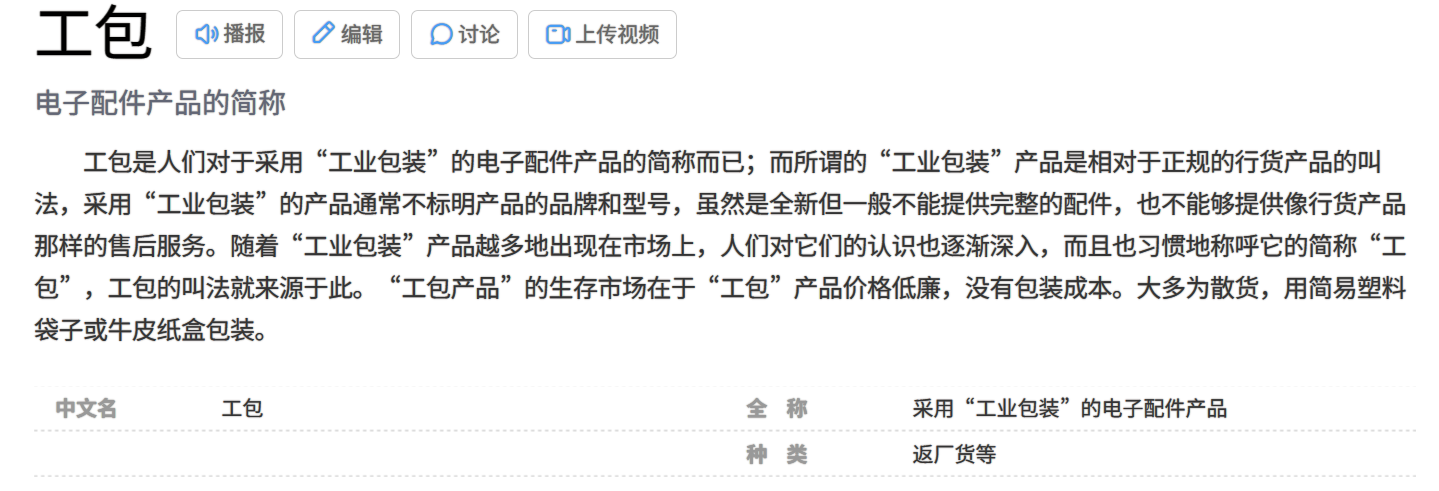 工包 播报 编辑 讨论 上传视频
电子配件产品的简称
工包是人们对于采用“工业包装”的电子配件产品的简称而已；而所谓的“工业包装”产品是相对于正规的行货产品的叫
法，采用“工业包装”的产品通常不标明产品的品牌和型号，虽然是全新但一般不能提供完整的配件，也不能够提供像行货产品
那样的售后服务。随着“工业包装”产品越多地出现在市场上，人们对它们的认识也逐渐深入，而且也习惯地称呼它的简称“工
包”，工包的叫法就来源于此。“工包产品”的生存市场在于“工包”产品价格低廉，没有包装成本。大多为散货，用简易塑料
袋子或牛皮纸盒包装。
中文名 工包 全 称 采用“工业包装”的电子配件产品
种 类 返厂货等